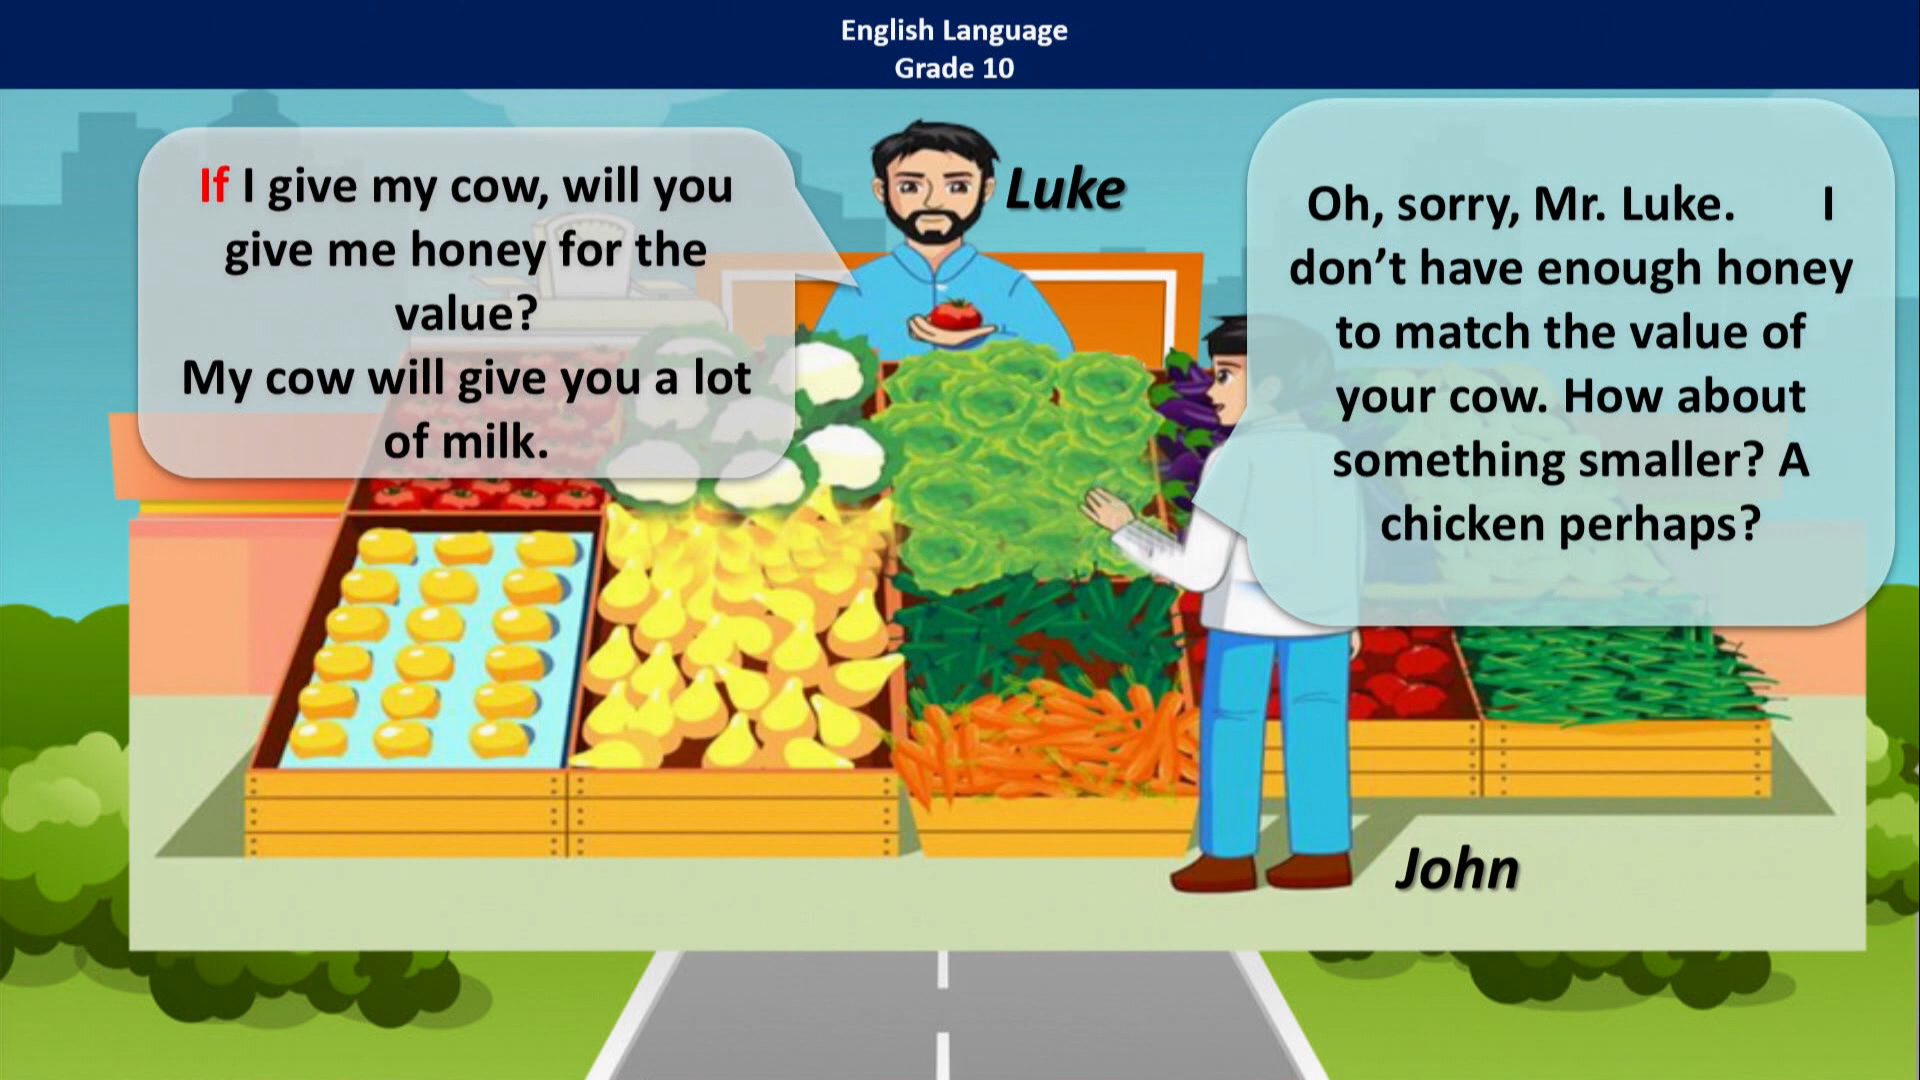 English Language
Grade 10
If I give my cow, will you
give me honey for the
value?
My cow will give you a lot
of milk.
Luke
Oh, sorry, Mr. Luke. I
don’t have enough honey
to match the value of
your cow. How about
something smaller? A
chicken perhaps?
John